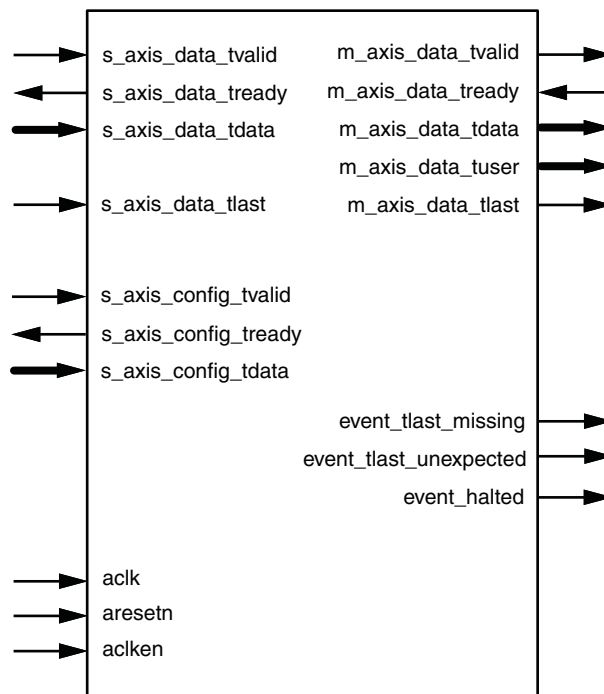 s_axis_data_tvalid
s_axis_data_tready
s_axis_data_tdata
s_axis_data_tlast
s_axis_config_tvalid
s_axis_config_tready
s_axis_config_tdata
aclk
aresetn
aclken
m_axis_data_tvalid
m_axis_data_tready
m_axis_data_tdata
m_axis_data_tuser
m_axis_data_tlast
event_tlast_missing
event_tlast_unexpected
event_halted